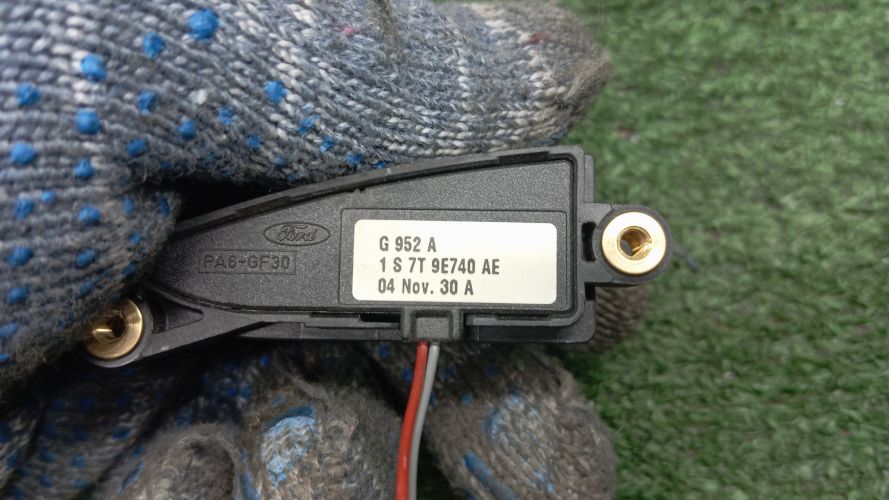 Ford
PA6-GF30
G 952 A
1 S 7T 9E740 AE
04 Nov. 30 A